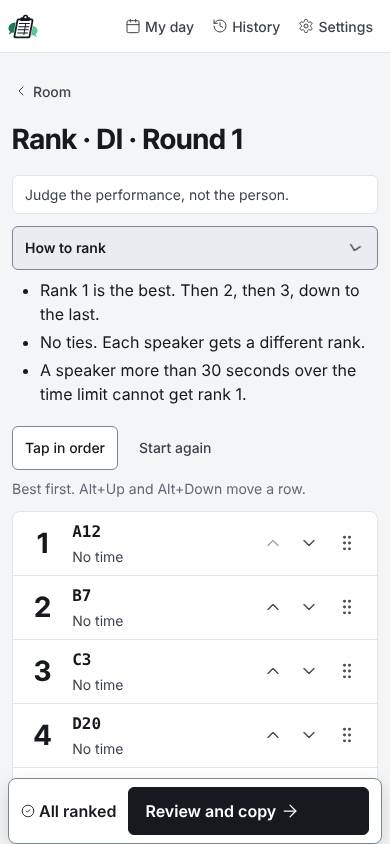 My day History Settings
Room
Rank · DI · Round 1
Judge the performance, not the person.
How to rank
• Rank 1 is the best. Then 2, then 3, down to
the last.
• No ties. Each speaker gets a different rank.
• A speaker more than 30 seconds over the
time limit cannot get rank 1.
Tap in order Start again
Best first. Alt+Up and Alt+Down move a row.
1 A12
No time
2 B7
No time
3 C3
No time
4 D20
No time
All ranked Review and copy →